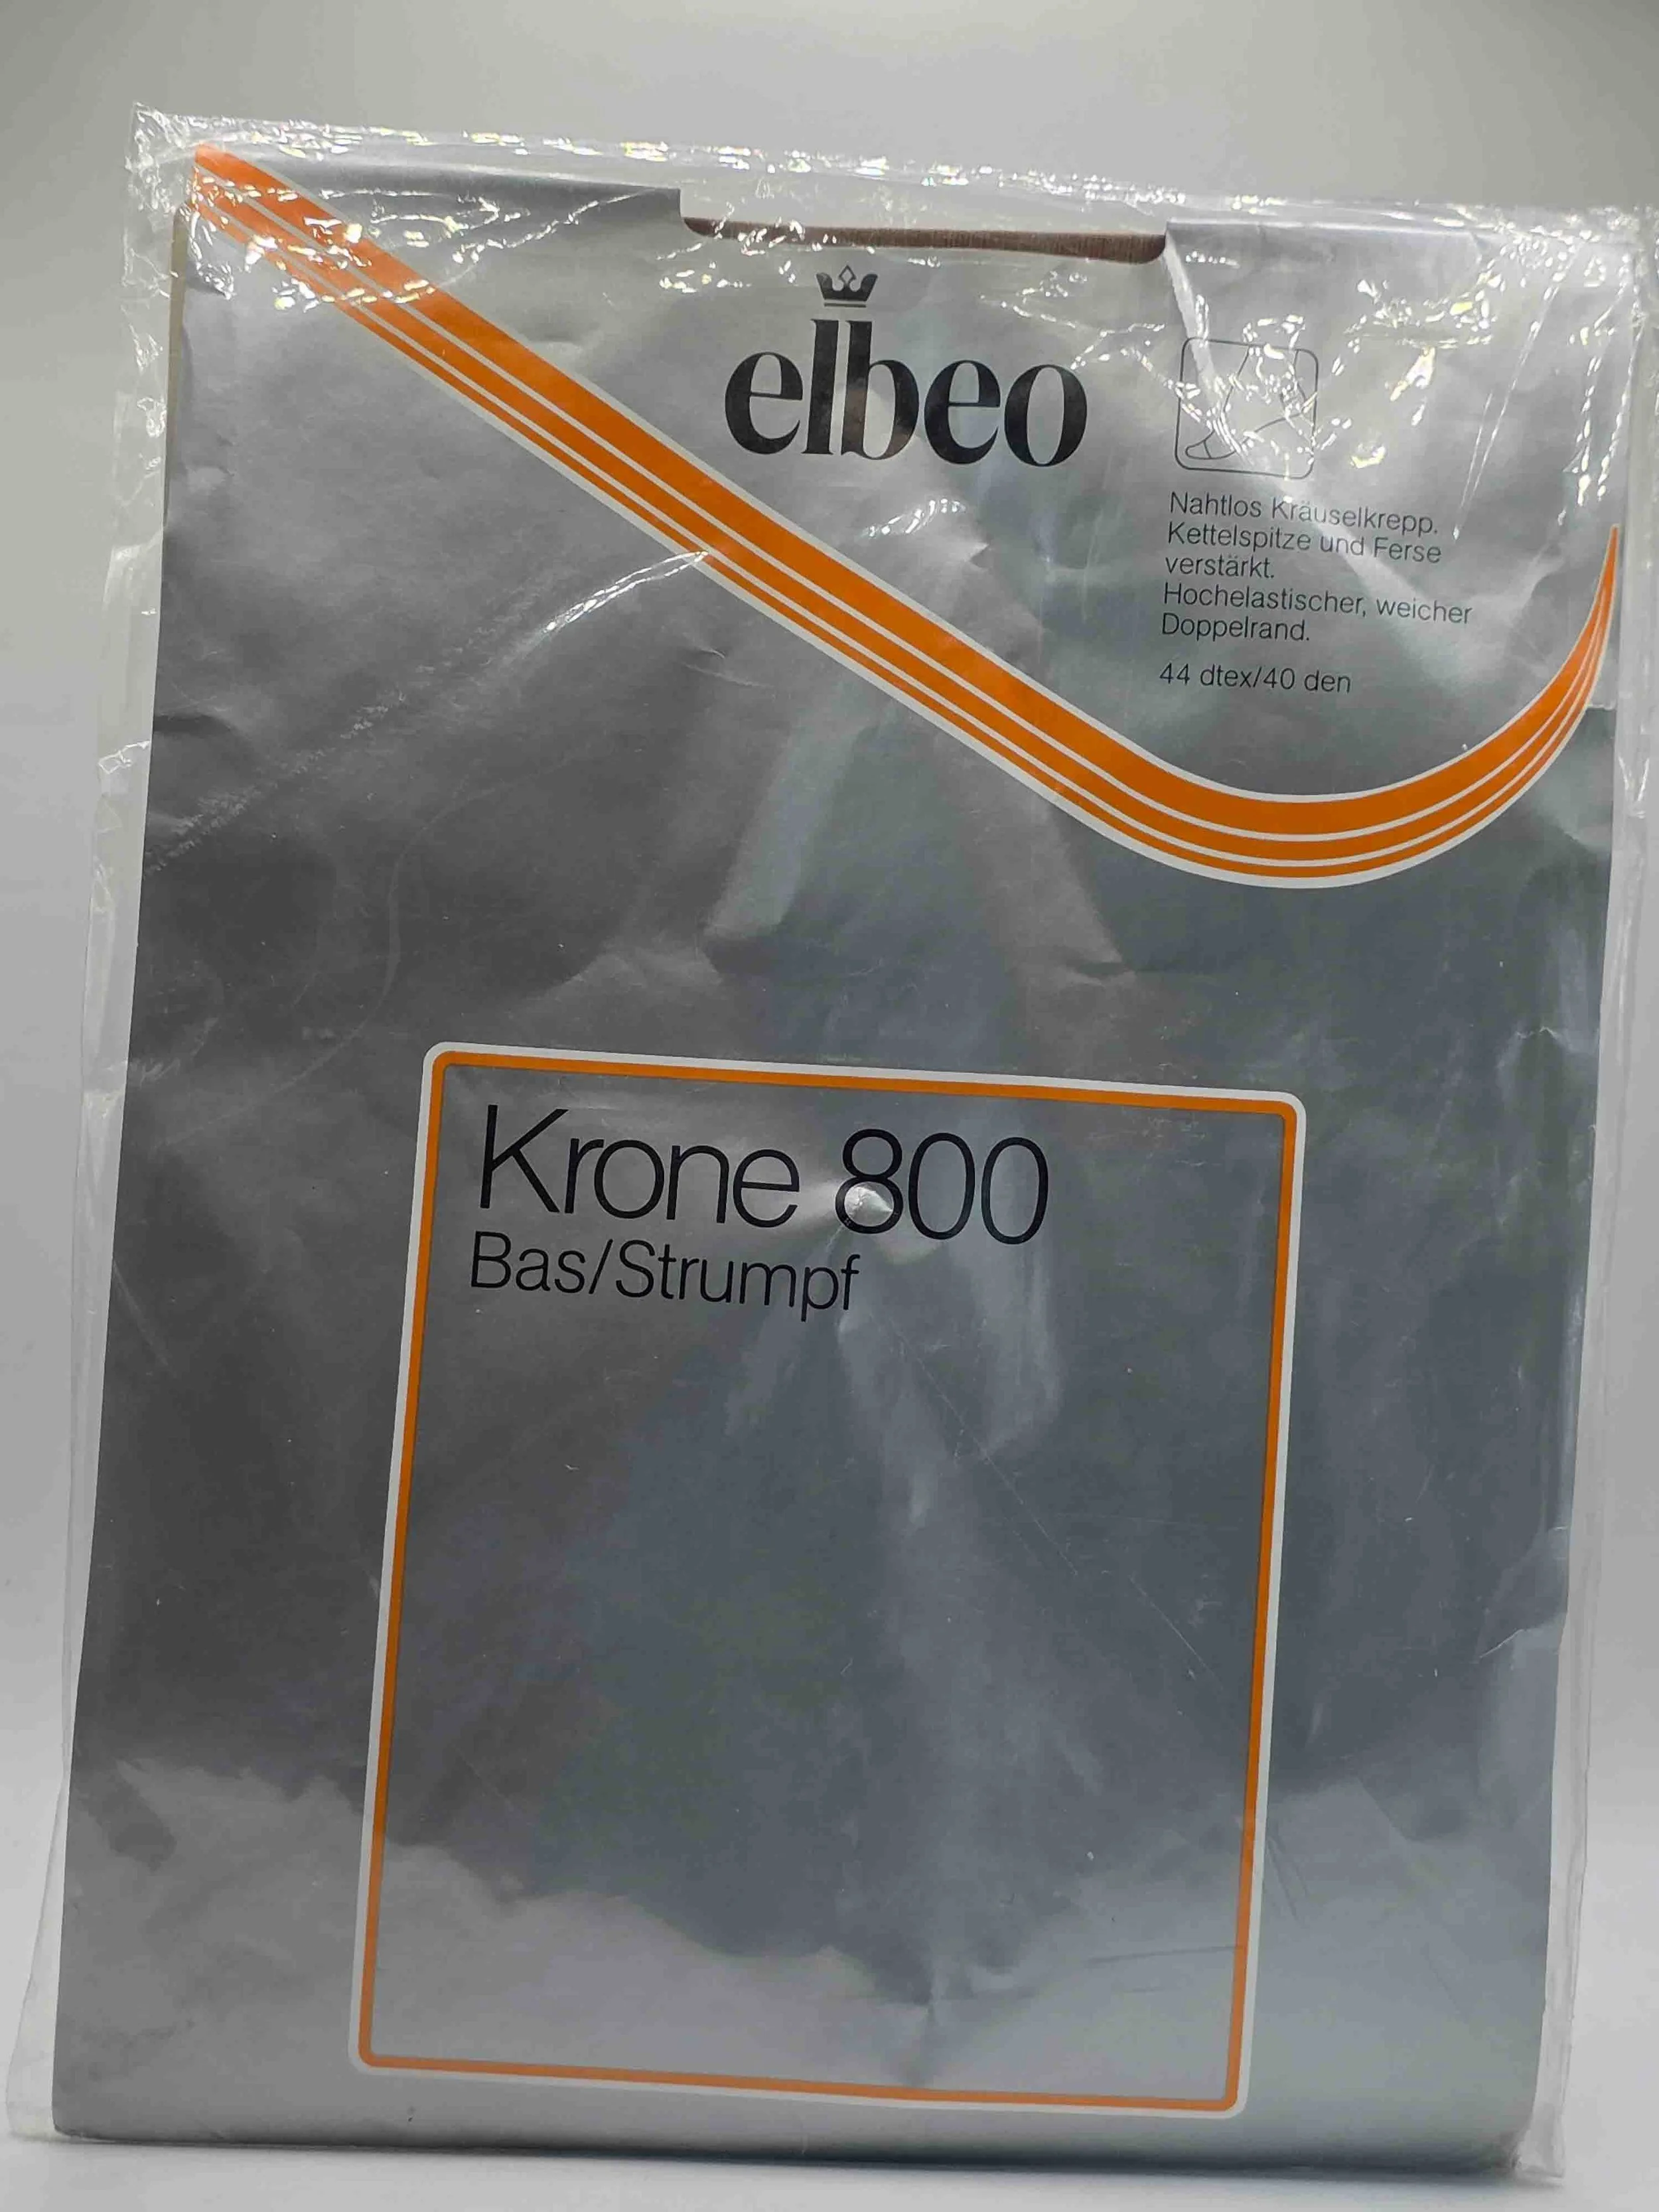 elbeo
Nahtlos Kräuselkrepp.
Kettelspitze und Ferse
verstärkt.
Hochelastischer, weicher
Doppelrand.
44 dtex/40 den
Krone 800
Bas/Strumpf